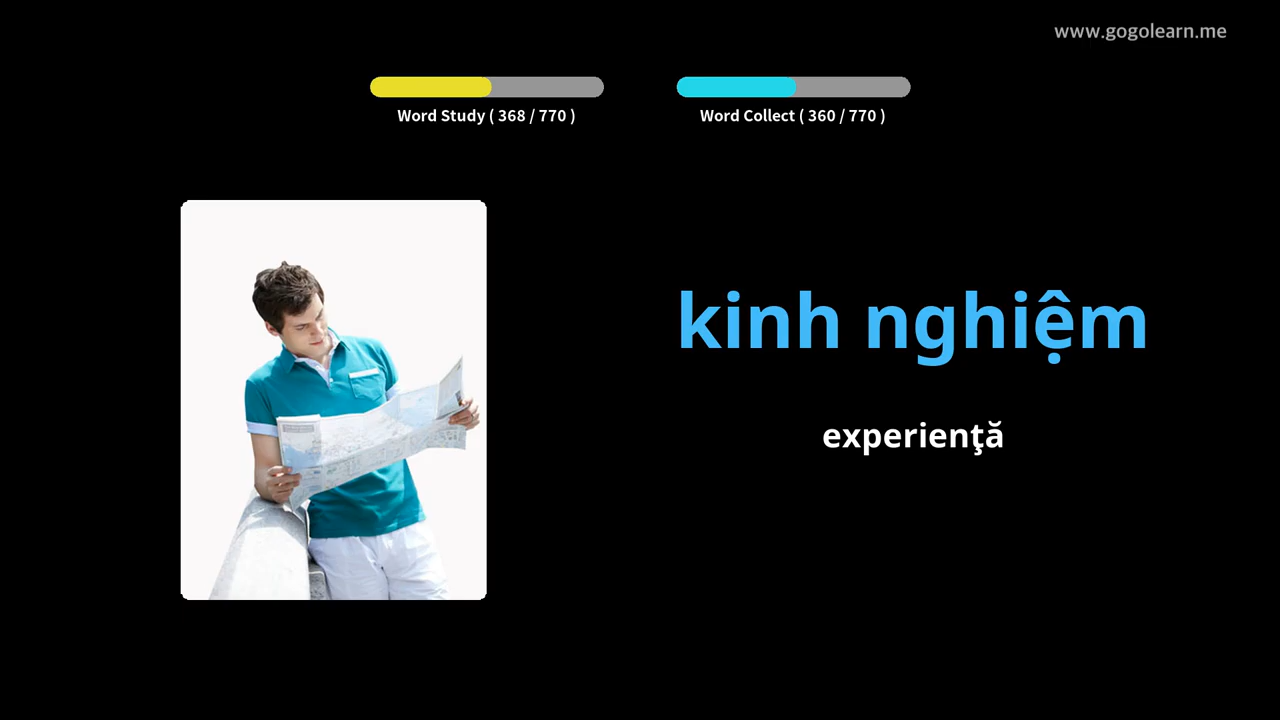 www.gogolearn.me
Word Study ( 368 / 770 )
Word Collect ( 360 / 770 )
kinh nghiệm
experienţă